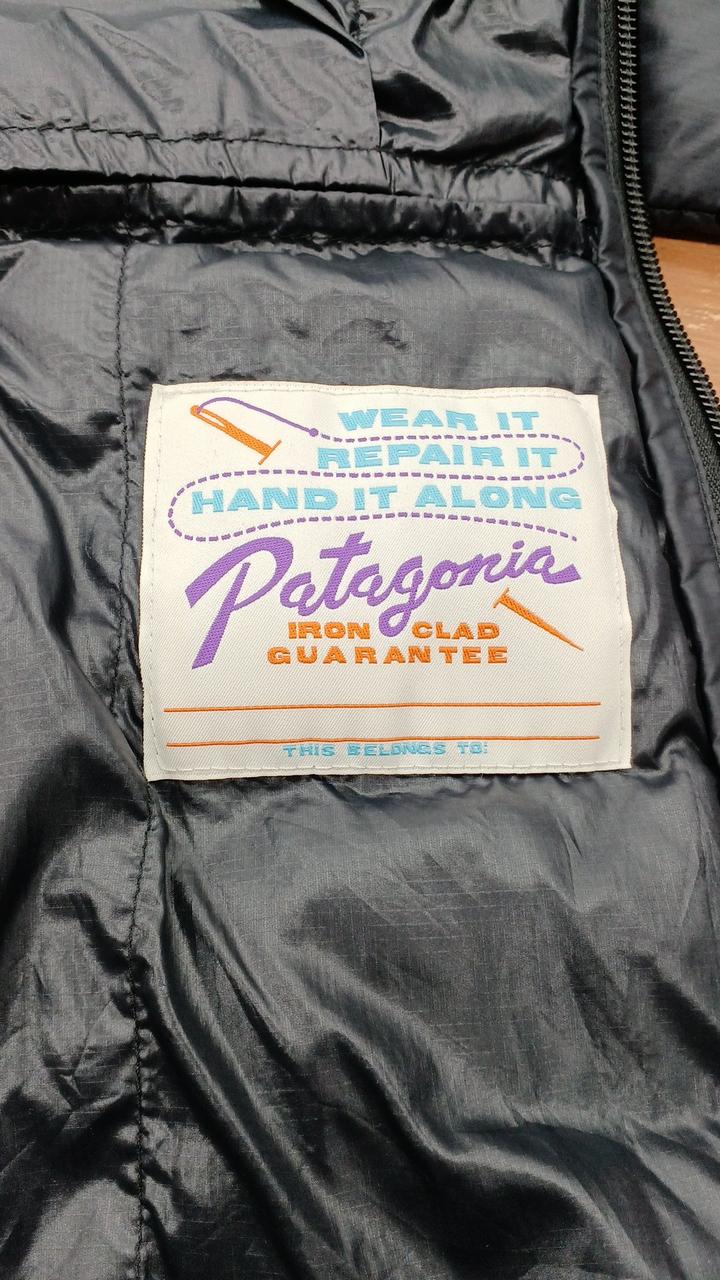 WEAR IT
REPAIR IT
HAND IT ALONG
Patagonia
IRON CLAD
GUARANTEE
THIS BELONGS TO: